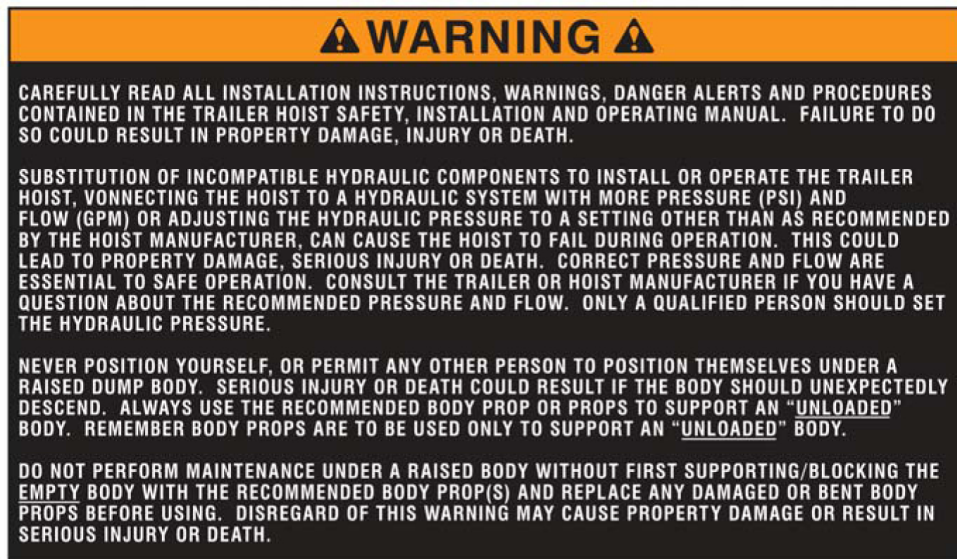 WARNING
CAREFULLY READ ALL INSTALLATION INSTRUCTIONS, WARNINGS, DANGER ALERTS AND PROCEDURES
CONTAINED IN THE TRAILER HOIST SAFETY, INSTALLATION AND OPERATING MANUAL. FAILURE TO DO
SO COULD RESULT IN PROPERTY DAMAGE, INJURY OR DEATH.
SUBSTITUTION OF INCOMPATIBLE HYDRAULIC COMPONENTS TO INSTALL OR OPERATE THE TRAILER
HOIST, VONNECTING THE HOIST TO A HYDRAULIC SYSTEM WITH MORE PRESSURE (PSI) AND
FLOW (GPM) OR ADJUSTING THE HYDRAULIC PRESSURE TO A SETTING OTHER THAN AS RECOMMENDED
BY THE HOIST MANUFACTURER, CAN CAUSE THE HOIST TO FAIL DURING OPERATION. THIS COULD
LEAD TO PROPERTY DAMAGE, SERIOUS INJURY OR DEATH. CORRECT PRESSURE AND FLOW ARE
ESSENTIAL TO SAFE OPERATION. CONSULT THE TRAILER OR HOIST MANUFACTURER IF YOU HAVE A
QUESTION ABOUT THE RECOMMENDED PRESSURE AND FLOW. ONLY A QUALIFIED PERSON SHOULD SET
THE HYDRAULIC PRESSURE.
NEVER POSITION YOURSELF, OR PERMIT ANY OTHER PERSON TO POSITION THEMSELVES UNDER A
RAISED DUMP BODY. SERIOUS INJURY OR DEATH COULD RESULT IF THE BODY SHOULD UNEXPECTEDLY
DESCEND. ALWAYS USE THE RECOMMENDED BODY PROP OR PROPS TO SUPPORT AN “UNLOADED”
BODY. REMEMBER BODY PROPS ARE TO BE USED ONLY TO SUPPORT AN “UNLOADED” BODY.
DO NOT PERFORM MAINTENANCE UNDER A RAISED BODY WITHOUT FIRST SUPPORTING/BLOCKING THE
EMPTY BODY WITH THE RECOMMENDED BODY PROP(S) AND REPLACE ANY DAMAGED OR BENT BODY
PROPS BEFORE USING. DISREGARD OF THIS WARNING MAY CAUSE PROPERTY DAMAGE OR RESULT IN
SERIOUS INJURY OR DEATH.